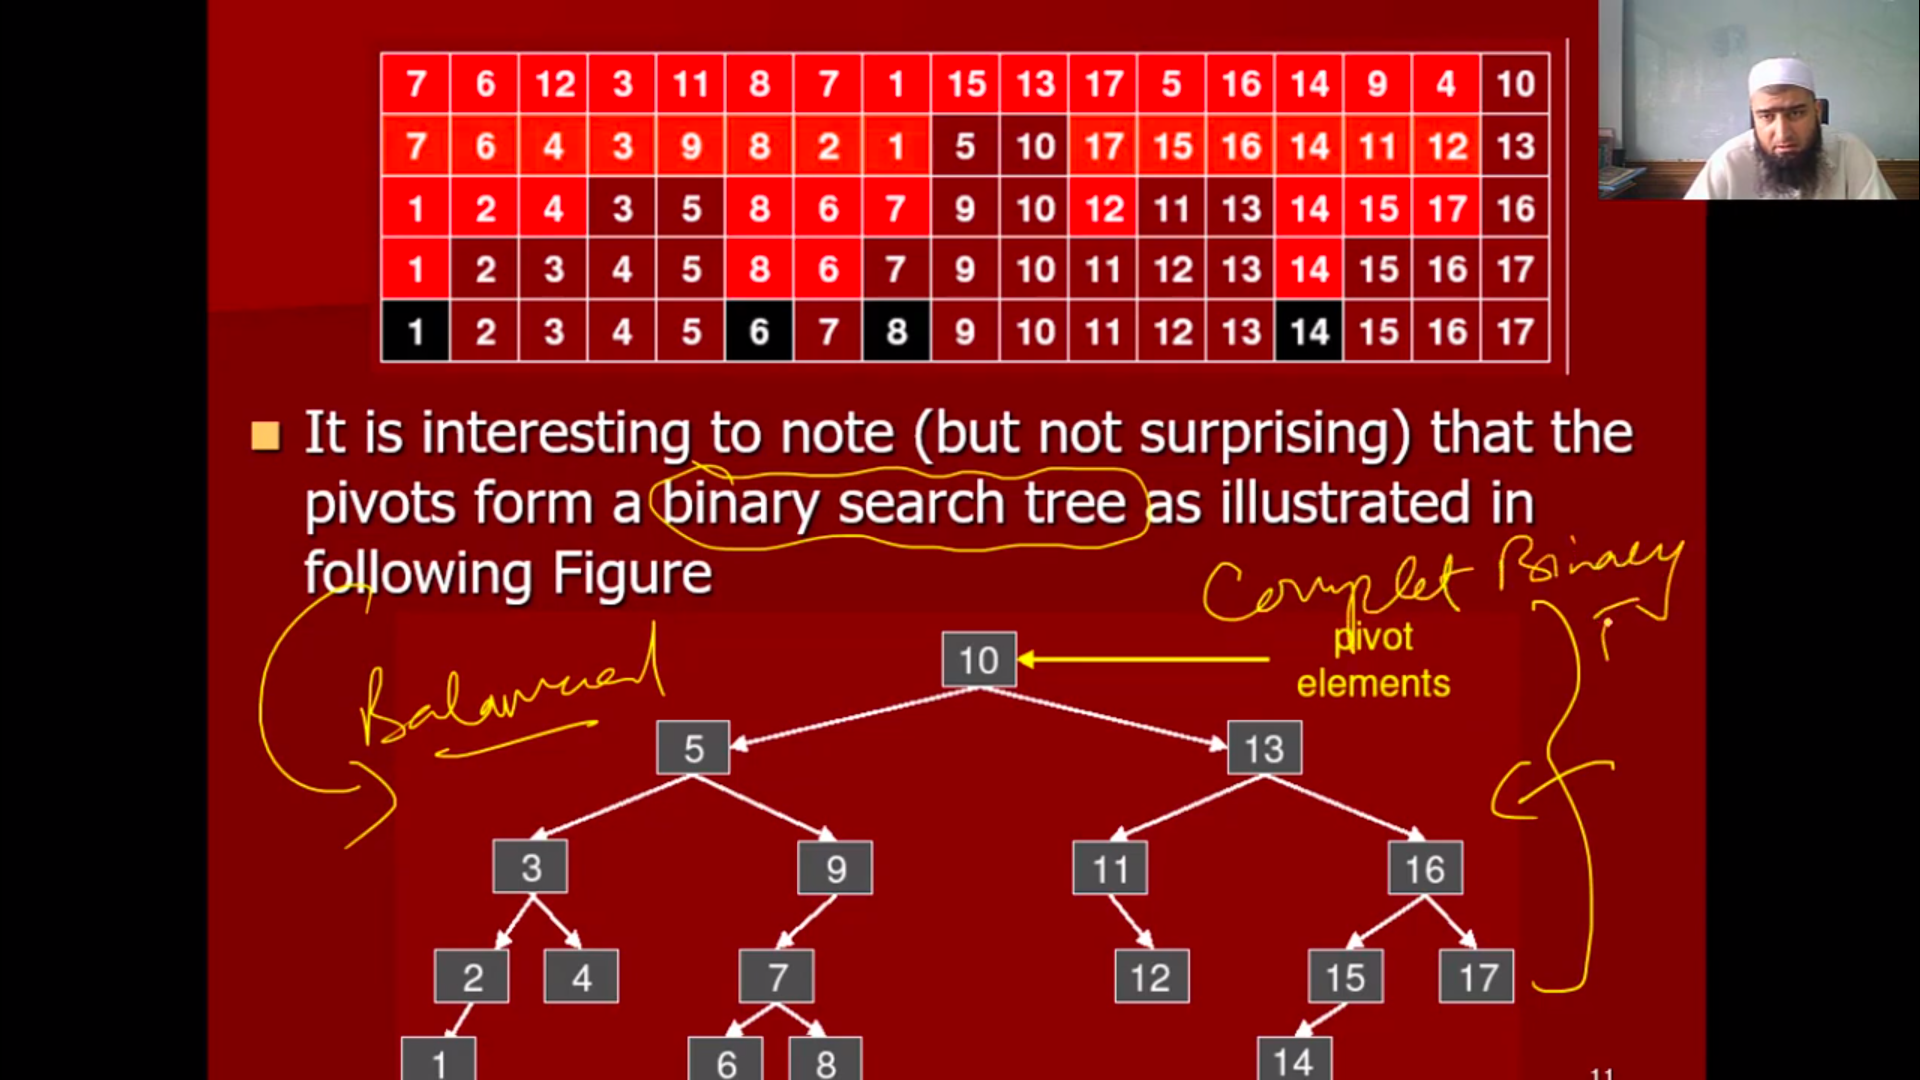 7 6 12 3 11 8 7 1 15 13 17 5 16 14 9 4 10
7 6 4 3 9 8 2 1 5 10 17 15 16 14 11 12 13
1 2 4 3 5 8 6 7 9 10 12 11 13 14 15 17 16
1 2 3 4 5 8 6 7 9 10 11 12 13 14 15 16 17
1 2 3 4 5 6 7 8 9 10 11 12 13 14 15 16 17
It is interesting to note (but not surprising) that the
pivots form a binary search tree as illustrated in
following Figure
Complet Binary
pivot
elements
10
Balanced
5 13
3 9 11 16
2 4 7 12 15 17
1 6 8 14
11